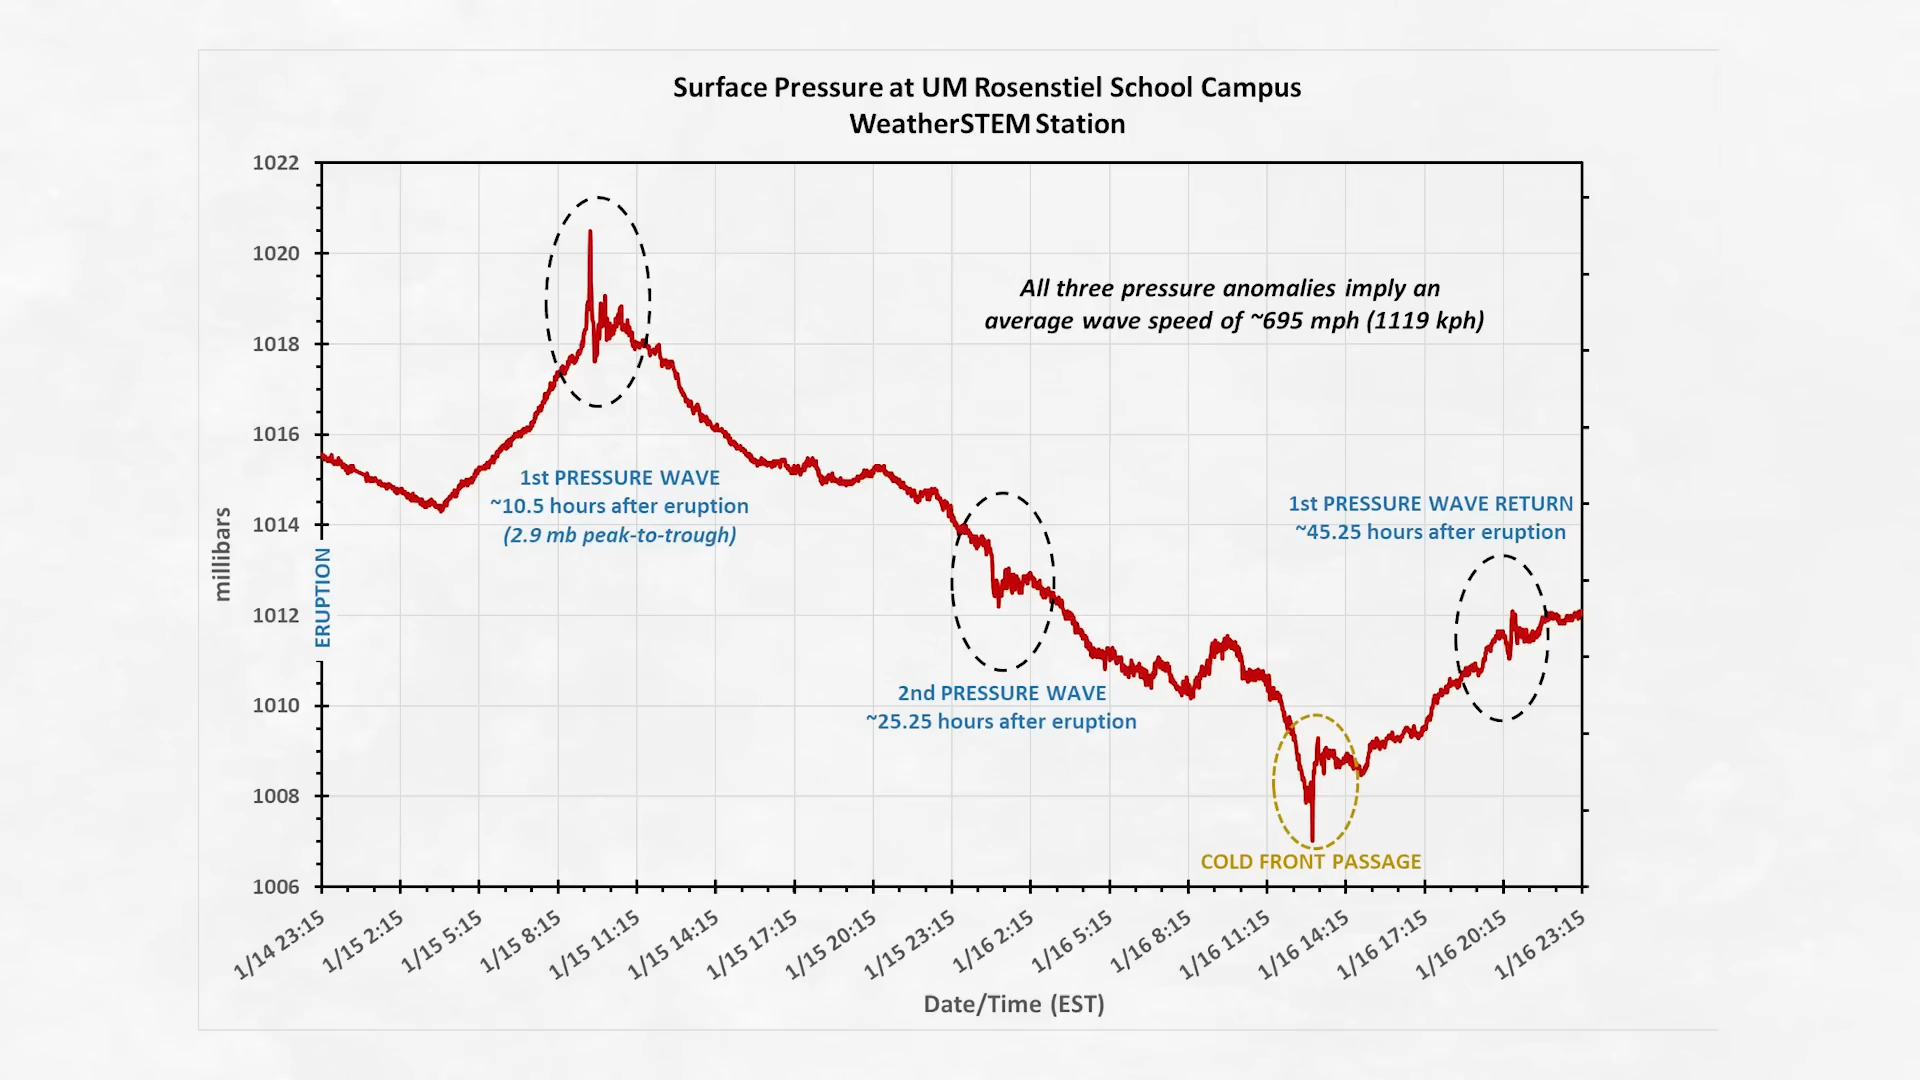 Surface Pressure at UM Rosenstiel School Campus
WeatherSTEM Station
1022
1020
1018
1016
1014
1012
1010
1008
1006
millibars
ERUPTION
All three pressure anomalies imply an
average wave speed of ~695 mph (1119 kph)
1st PRESSURE WAVE
~10.5 hours after eruption
(2.9 mb peak-to-trough)
1st PRESSURE WAVE RETURN
~45.25 hours after eruption
2nd PRESSURE WAVE
~25.25 hours after eruption
COLD FRONT PASSAGE
1/14 23:15
1/15 2:15
1/15 5:15
1/15 8:15
1/15 11:15
1/15 14:15
1/15 17:15
1/15 20:15
1/15 23:15
1/16 2:15
1/16 5:15
1/16 8:15
1/16 11:15
1/16 14:15
1/16 17:15
1/16 20:15
1/16 23:15
Date/Time (EST)